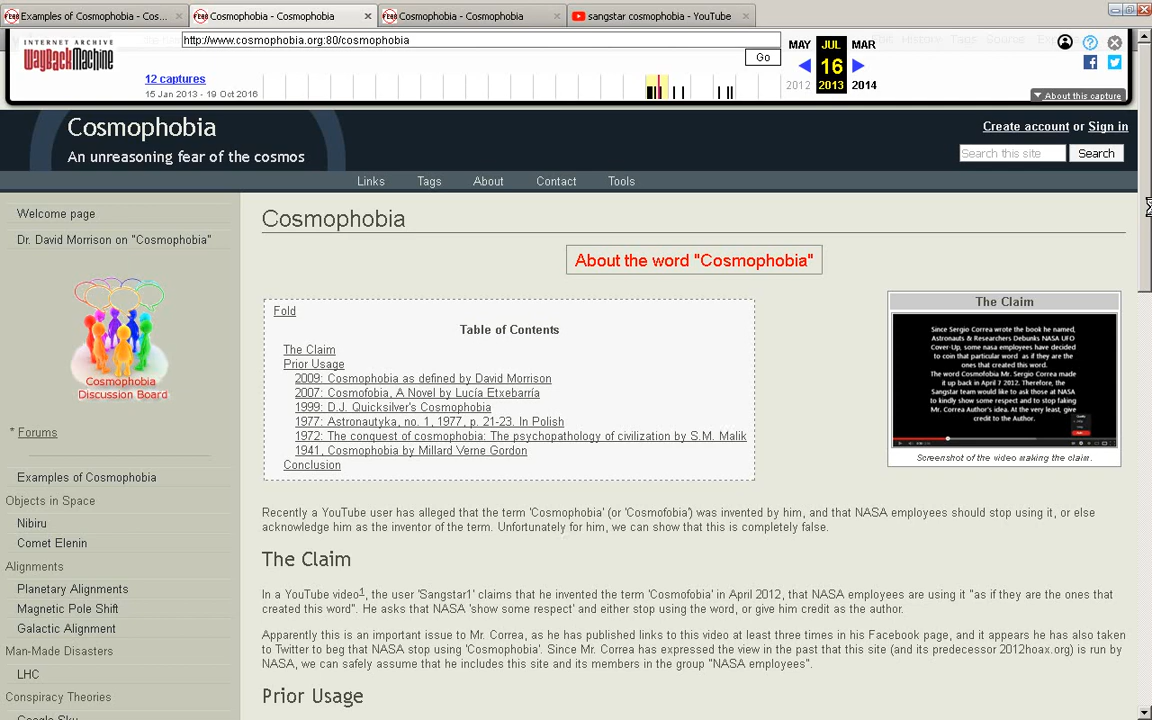 Examples of Cosmophobia - Cos...
Cosmophobia - Cosmophobia
Cosmophobia - Cosmophobia
sangstar cosmophobia - YouTube
INTERNET ARCHIVE
WayBackMachine
http://www.cosmophobia.org:80/cosmophobia
Go
12 captures
15 Jan 2013 - 19 Oct 2016
MAY JUL MAR
16
2012 2013 2014
About this capture
Cosmophobia
An unreasoning fear of the cosmos
Create account or Sign in
Search this site
Search
Links Tags About Contact Tools
Welcome page
Dr. David Morrison on "Cosmophobia"
Cosmophobia
Discussion Board
* Forums
Examples of Cosmophobia
Objects in Space
Nibiru
Comet Elenin
Alignments
Planetary Alignments
Magnetic Pole Shift
Galactic Alignment
Man-Made Disasters
LHC
Conspiracy Theories
Google Sky
Cosmophobia
About the word "Cosmophobia"
Fold
Table of Contents
The Claim
Prior Usage
2009: Cosmophobia as defined by David Morrison
2007: Cosmofobia, A Novel by Lucía Etxebarría
1999: D.J. Quicksilver's Cosmophobia
1977: Astronautyka, no. 1, 1977, p. 21-23. In Polish
1972: The conquest of cosmophobia: The psychopathology of civilization by S.M. Malik
1941, Cosmophobia by Millard Verne Gordon
Conclusion
The Claim
Since Sergio Correa wrote the book he named,
Astronauts & Researchers Debunks NASA UFO
Cover-Up, some nasa employees have decided
to coin that particular word as if they are the
ones that created this word.
The word Cosmofobia Mr. Sergio Correa made
it up back in April 7 2012. Therefore, the
Sangstar team would like to ask those at NASA
to kindly show some respect and to stop faking
Mr. Correa Author's idea. At the very least, give
credit to the Author.
Screenshot of the video making the claim.
Recently a YouTube user has alleged that the term 'Cosmophobia' (or 'Cosmofobia') was invented by him, and that NASA employees should stop using it, or else
acknowledge him as the inventor of the term. Unfortunately for him, we can show that this is completely false.
The Claim
In a YouTube video1, the user 'Sangstar1' claims that he invented the term 'Cosmofobia' in April 2012, that NASA employees are using it "as if they are the ones that
created this word". He asks that NASA 'show some respect' and either stop using the word, or give him credit as the author.
Apparently this is an important issue to Mr. Correa, as he has published links to this video at least three times in his Facebook page, and it appears he has also taken
to Twitter to beg that NASA stop using 'Cosmophobia'. Since Mr. Correa has expressed the view in the past that this site (and its predecessor 2012hoax.org) is run by
NASA, we can safely assume that he includes this site and its members in the group "NASA employees".
Prior Usage